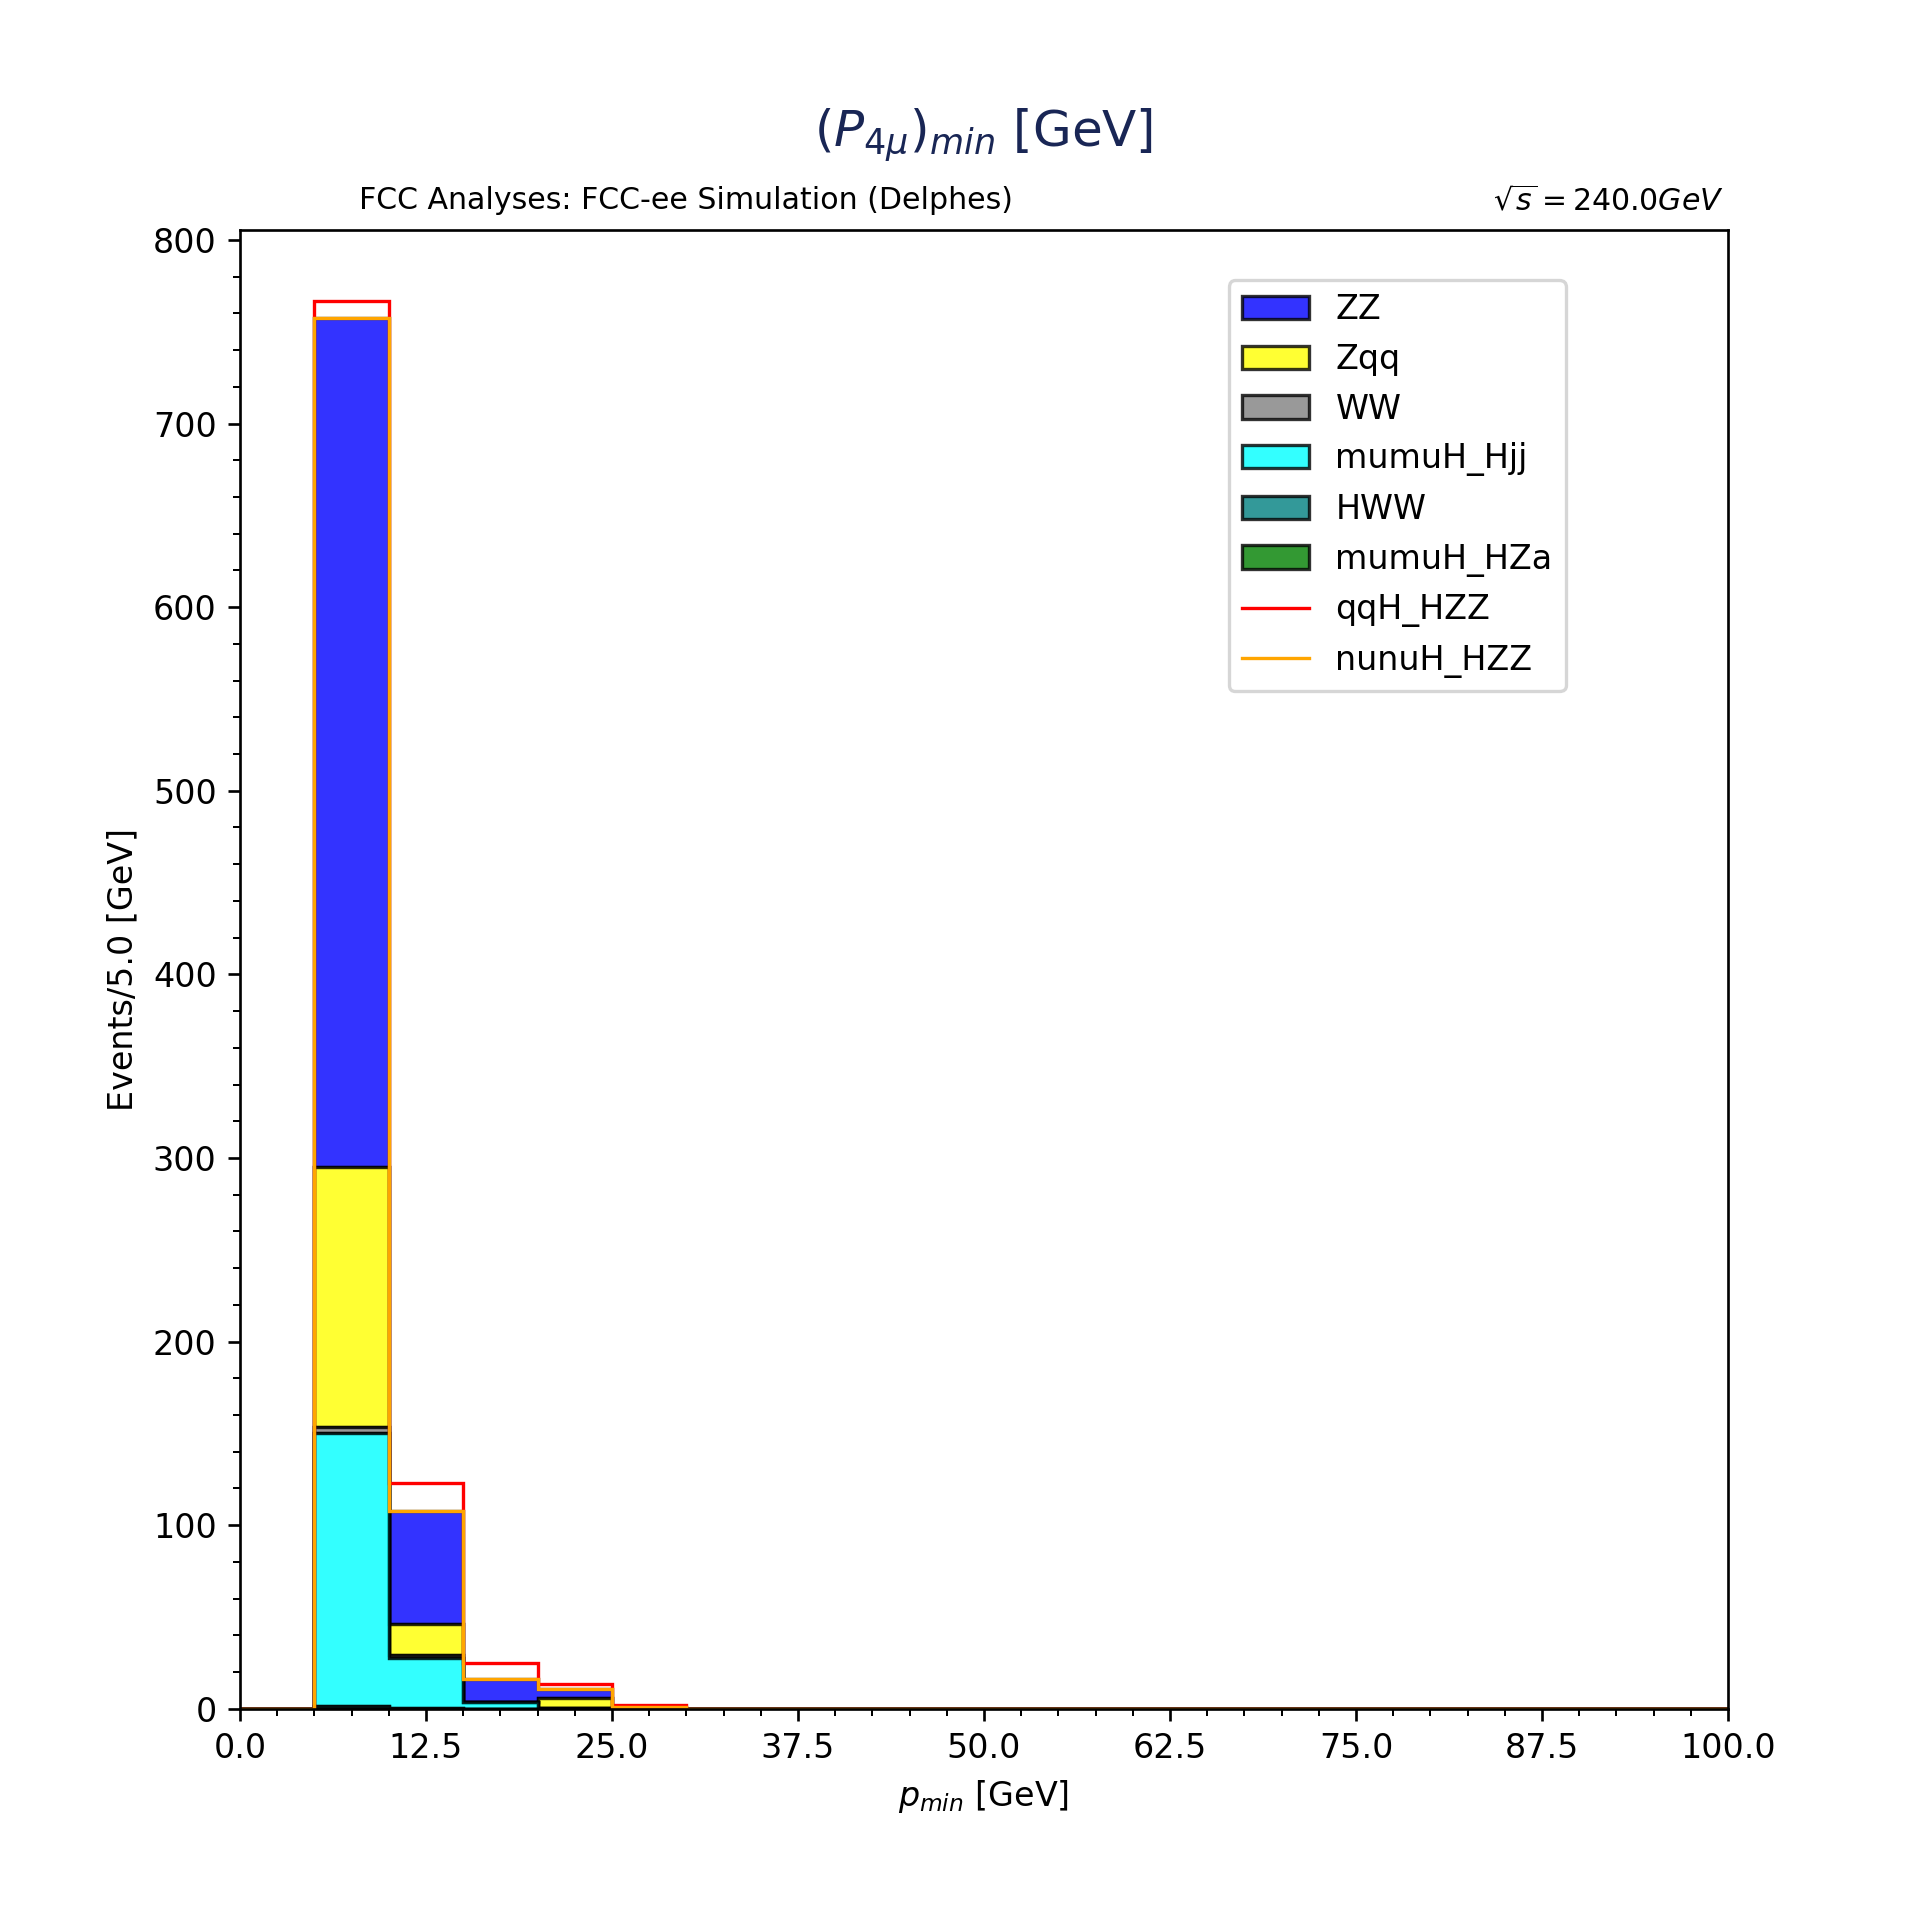 (P₄μ)ₘᵢₙ [GeV]
FCC Analyses: FCC-ee Simulation (Delphes)
√s = 240.0GeV
800
700
600
500
400
300
200
100
0
Events/5.0 [GeV]
ZZ
Zqq
WW
mumuH_Hjj
HWW
mumuH_HZa
qqH_HZZ
nunuH_HZZ
0.0 12.5 25.0 37.5 50.0 62.5 75.0 87.5 100.0
pₘᵢₙ [GeV]